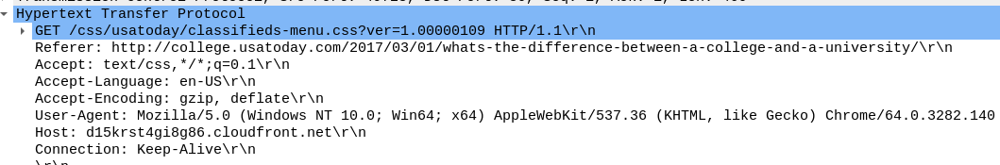 Hypertext Transfer Protocol
GET /css/usatoday/classifieds-menu.css?ver=1.00000109 HTTP/1.1\r\n
Referer: http://college.usatoday.com/2017/03/01/whats-the-difference-between-a-college-and-a-university/\r\n
Accept: text/css,*/*;q=0.1\r\n
Accept-Language: en-US\r\n
Accept-Encoding: gzip, deflate\r\n
User-Agent: Mozilla/5.0 (Windows NT 10.0; Win64; x64) AppleWebKit/537.36 (KHTML, like Gecko) Chrome/64.0.3282.140
Host: d15krst4gi8g86.cloudfront.net\r\n
Connection: Keep-Alive\r\n